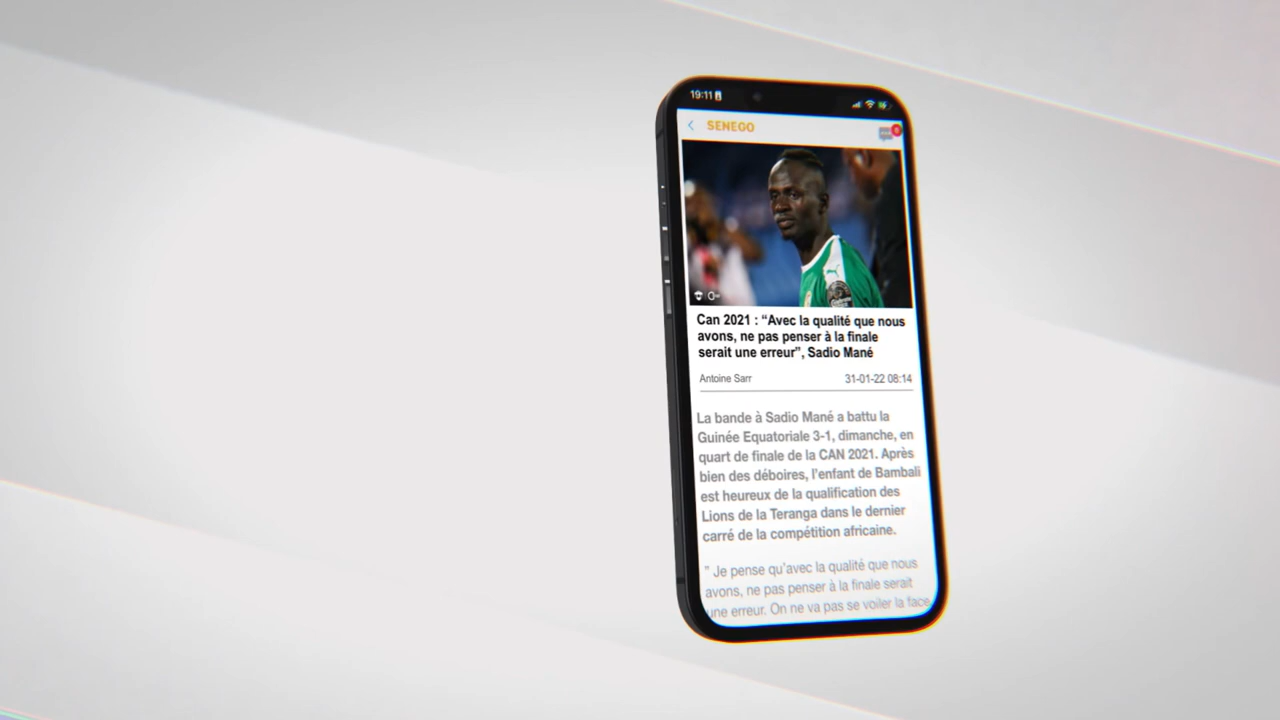 19:11
SENEGO
Can 2021 : “Avec la qualité que nous
avons, ne pas penser à la finale
serait une erreur”, Sadio Mané
Antoine Sarr 31-01-22 08:14
La bande à Sadio Mané a battu la
Guinée Equatoriale 3-1, dimanche, en
quart de finale de la CAN 2021. Après
bien des déboires, l’enfant de Bambali
est heureux de la qualification des
Lions de la Teranga dans le dernier
carré de la compétition africaine.
” Je pense qu’avec la qualité que nous
avons, ne pas penser à la finale serait
une erreur. On ne va pas se voiler la face